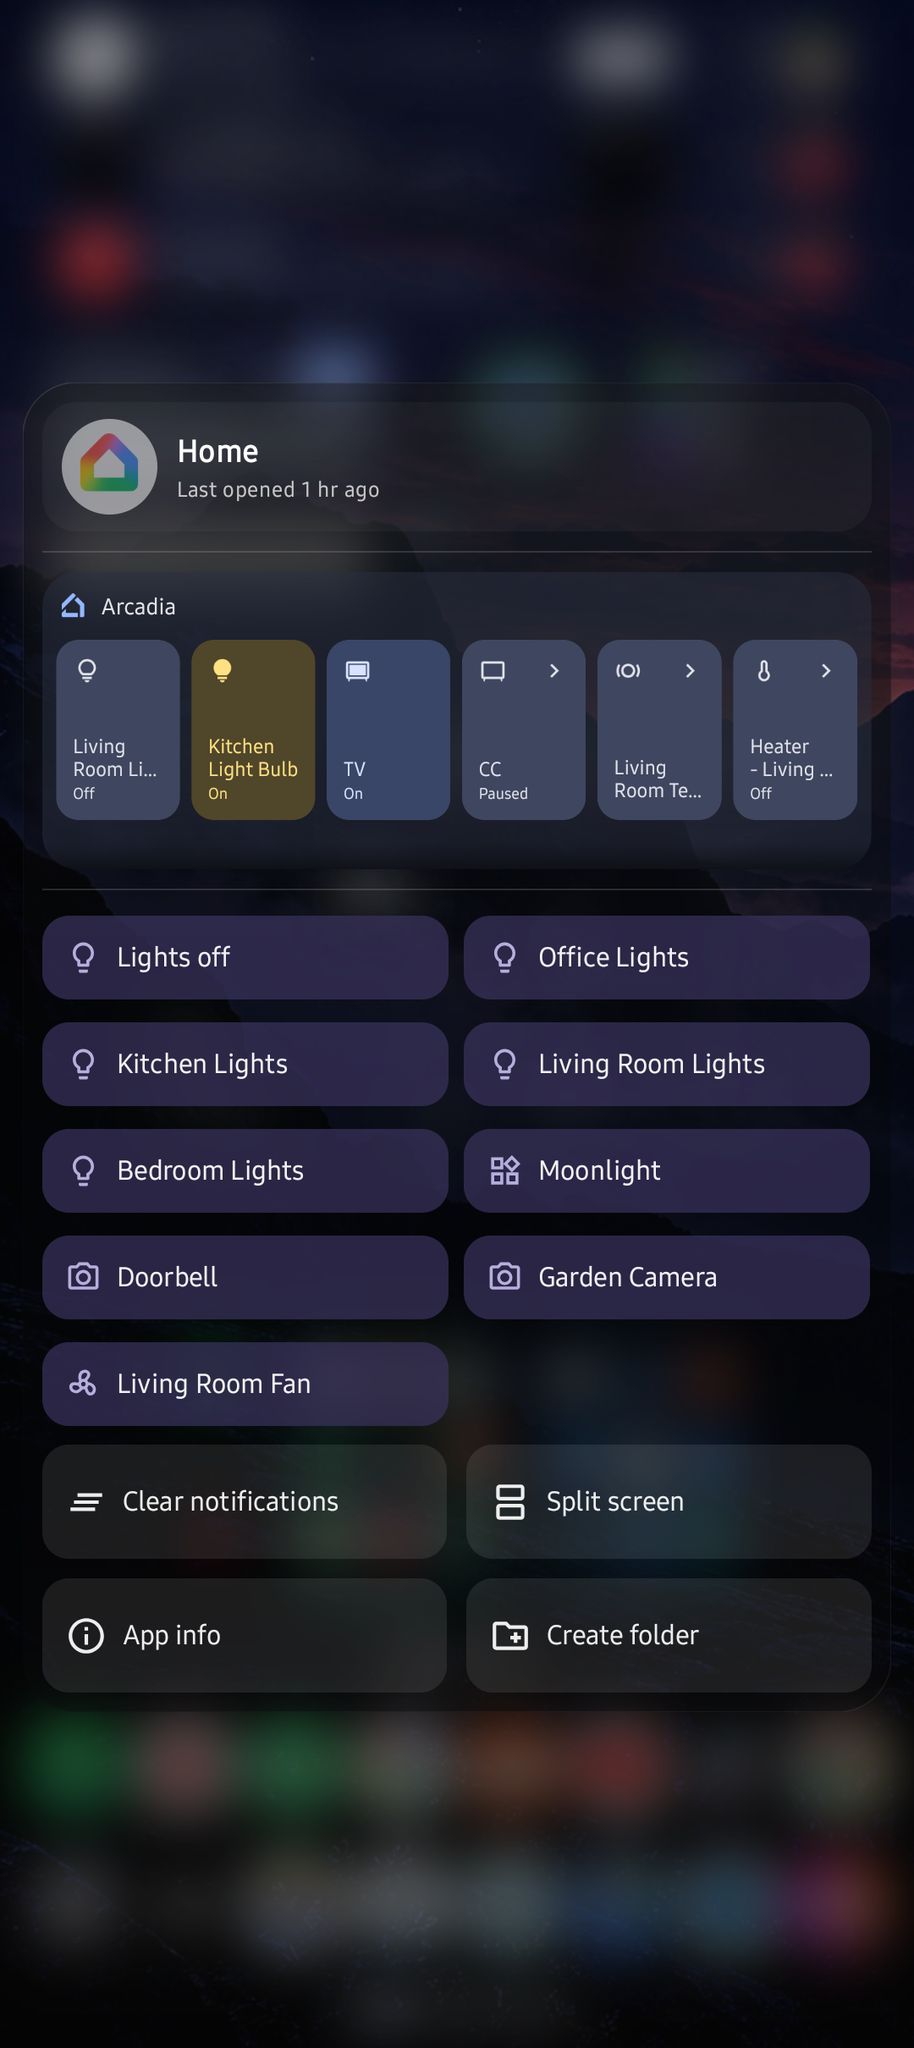 Home
Last opened 1 hr ago
Arcadia
Living
Room Li...
Off
Kitchen
Light Bulb
On
TV
On
CC
Paused
Living
Room Te...
Heater
- Living ...
Off
Lights off
Office Lights
Kitchen Lights
Living Room Lights
Bedroom Lights
Moonlight
Doorbell
Garden Camera
Living Room Fan
Clear notifications
Split screen
App info
Create folder